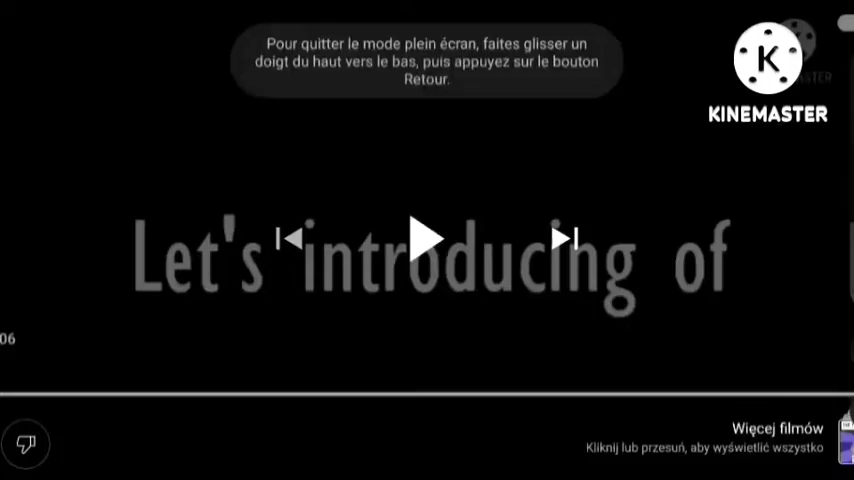 Pour quitter le mode plein écran, faites glisser un
doigt du haut vers le bas, puis appuyez sur le bouton
Retour.
K
KINEMASTER
Let's introducing of
06
Więcej filmów
Kliknij lub przesuń, aby wyświetlić wszystko